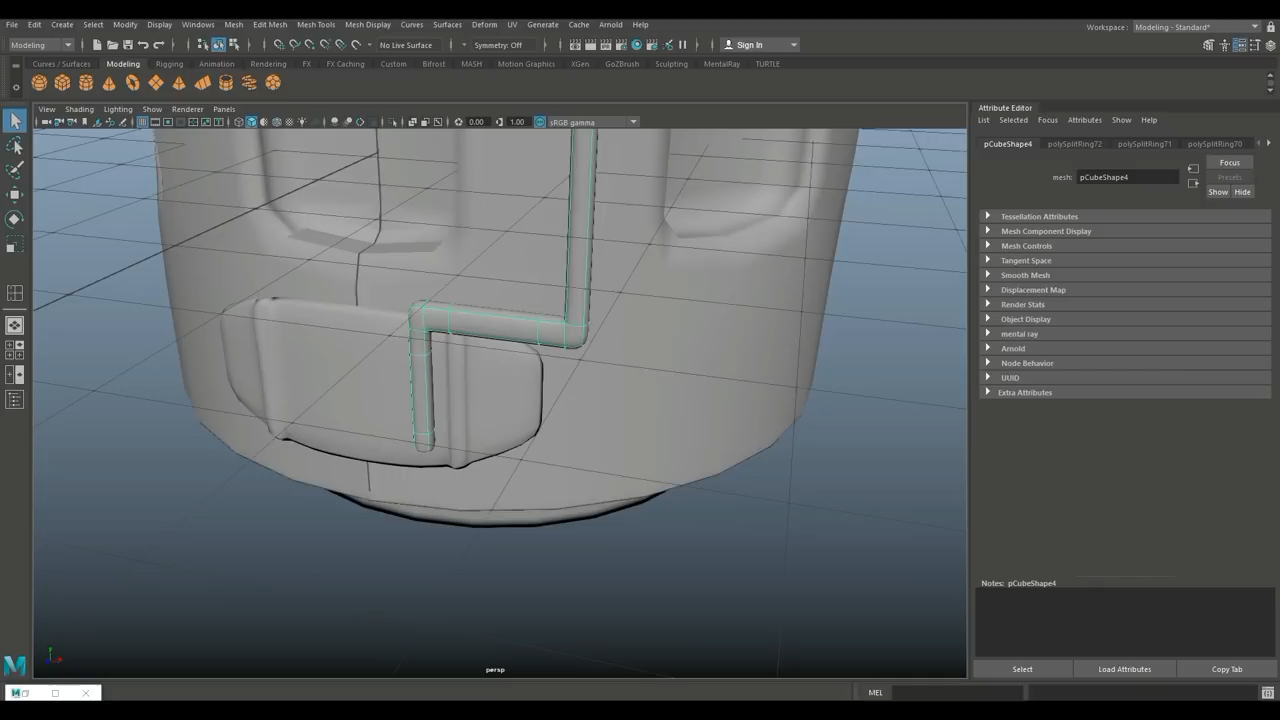 File Edit Create Select Modify Display Windows Mesh Edit Mesh Mesh Tools Mesh Display Curves Surfaces Deform UV Generate Cache Arnold Help
Workspace : Modeling - Standard*
Modeling No Live Surface Symmetry: Off Sign In
Curves / Surfaces Modeling Rigging Animation Rendering FX FX Caching Custom Bifrost MASH Motion Graphics XGen GoZBrush Sculpting MentalRay TURTLE
View Shading Lighting Show Renderer Panels
0.00 1.00 sRGB gamma
persp
Attribute Editor
List Selected Focus Attributes Show Help
pCubeShape4 polySplitRing72 polySplitRing71 polySplitRing70
Focus
mesh: pCubeShape4 Presets
Show Hide
Tessellation Attributes
Mesh Component Display
Mesh Controls
Tangent Space
Smooth Mesh
Displacement Map
Render Stats
Object Display
mental ray
Arnold
Node Behavior
UUID
Extra Attributes
Notes: pCubeShape4
Select Load Attributes Copy Tab
MEL